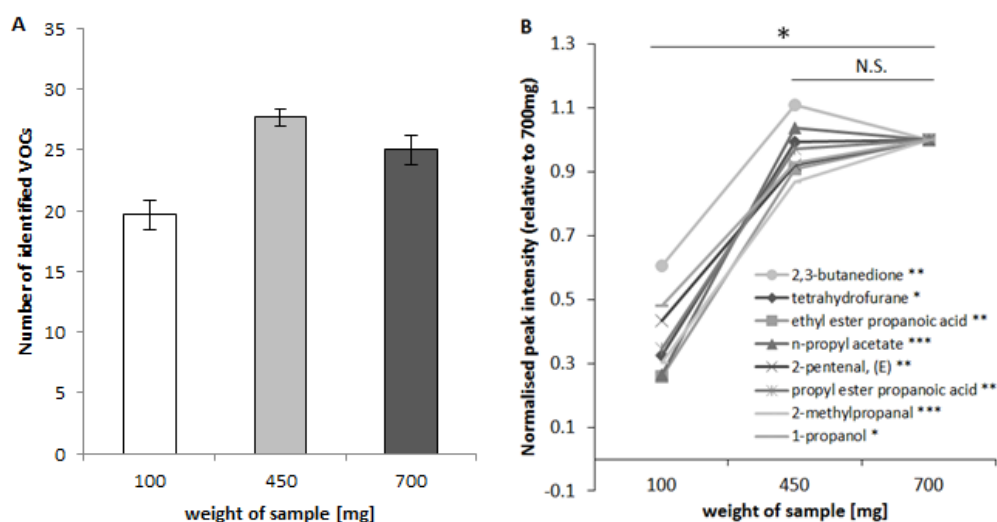 A
Number of identified VOCs
35
30
25
20
15
10
5
0
100 450 700
weight of sample [mg]
B
Normalised peak intensity (relative to 700mg)
1.3
1.1
0.9
0.7
0.5
0.3
0.1
-0.1
*
N.S.
2,3-butanedione **
tetrahydrofurane *
ethyl ester propanoic acid **
n-propyl acetate ***
2-pentenal, (E) **
propyl ester propanoic acid **
2-methylpropanal ***
1-propanol *
100 450 700
weight of sample [mg]